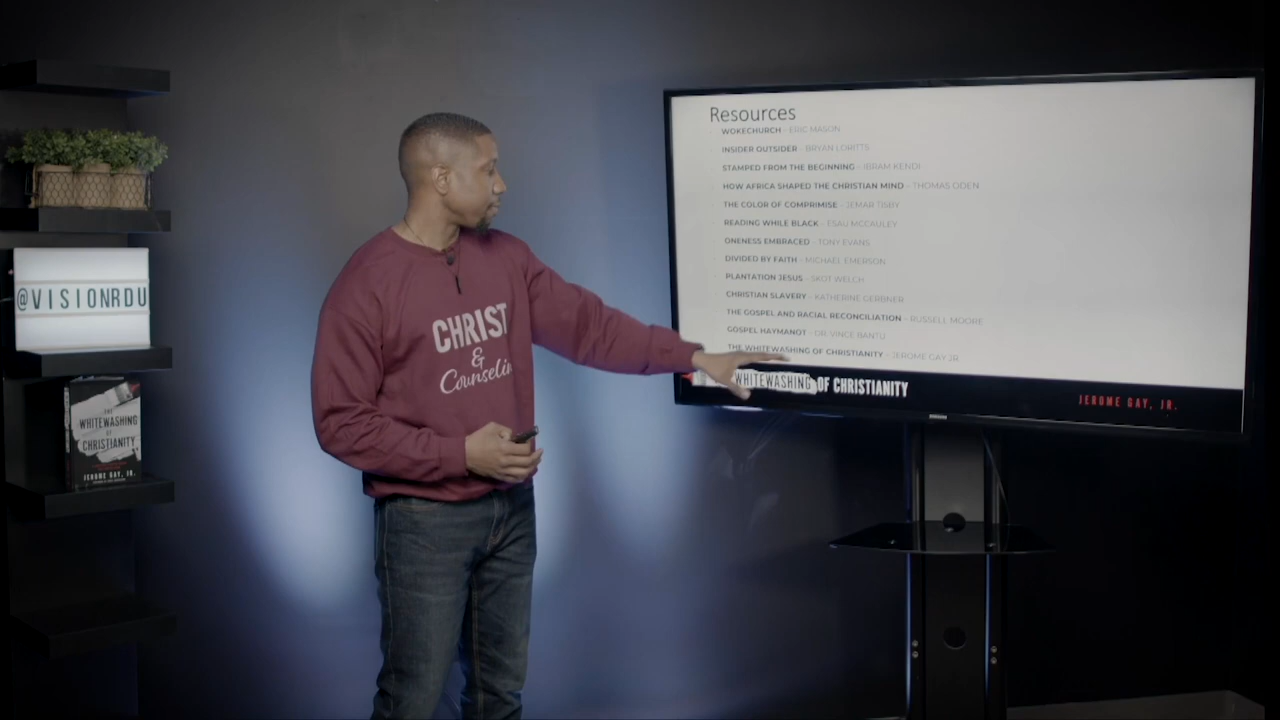 Resources
WOKECHURCH - ERIC MASON
INSIDER OUTSIDER - BRYAN LORITTS
STAMPED FROM THE BEGINNING - IBRAM KENDI
HOW AFRICA SHAPED THE CHRISTIAN MIND - THOMAS ODEN
THE COLOR OF COMPRIMISE - JEMAR TISBY
READING WHILE BLACK - ESAU MCCAULEY
ONENESS EMBRACED - TONY EVANS
DIVIDED BY FAITH - MICHAEL EMERSON
PLANTATION JESUS - SKOT WELCH
CHRISTIAN SLAVERY - KATHERINE GERBNER
THE GOSPEL AND RACIAL RECONCILIATION - RUSSELL MOORE
GOSPEL HAYMANOT - DR. VINCE BANTU
THE WHITEWASHING OF CHRISTIANITY - JEROME GAY JR.
WHITEWASHING OF CHRISTIANITY
JEROME GAY, JR.
@VISIONRDU
CHRIST
&
Counselin
THE
WHITEWASHING
OF
CHRISTIANITY
JEROME GAY, JR.